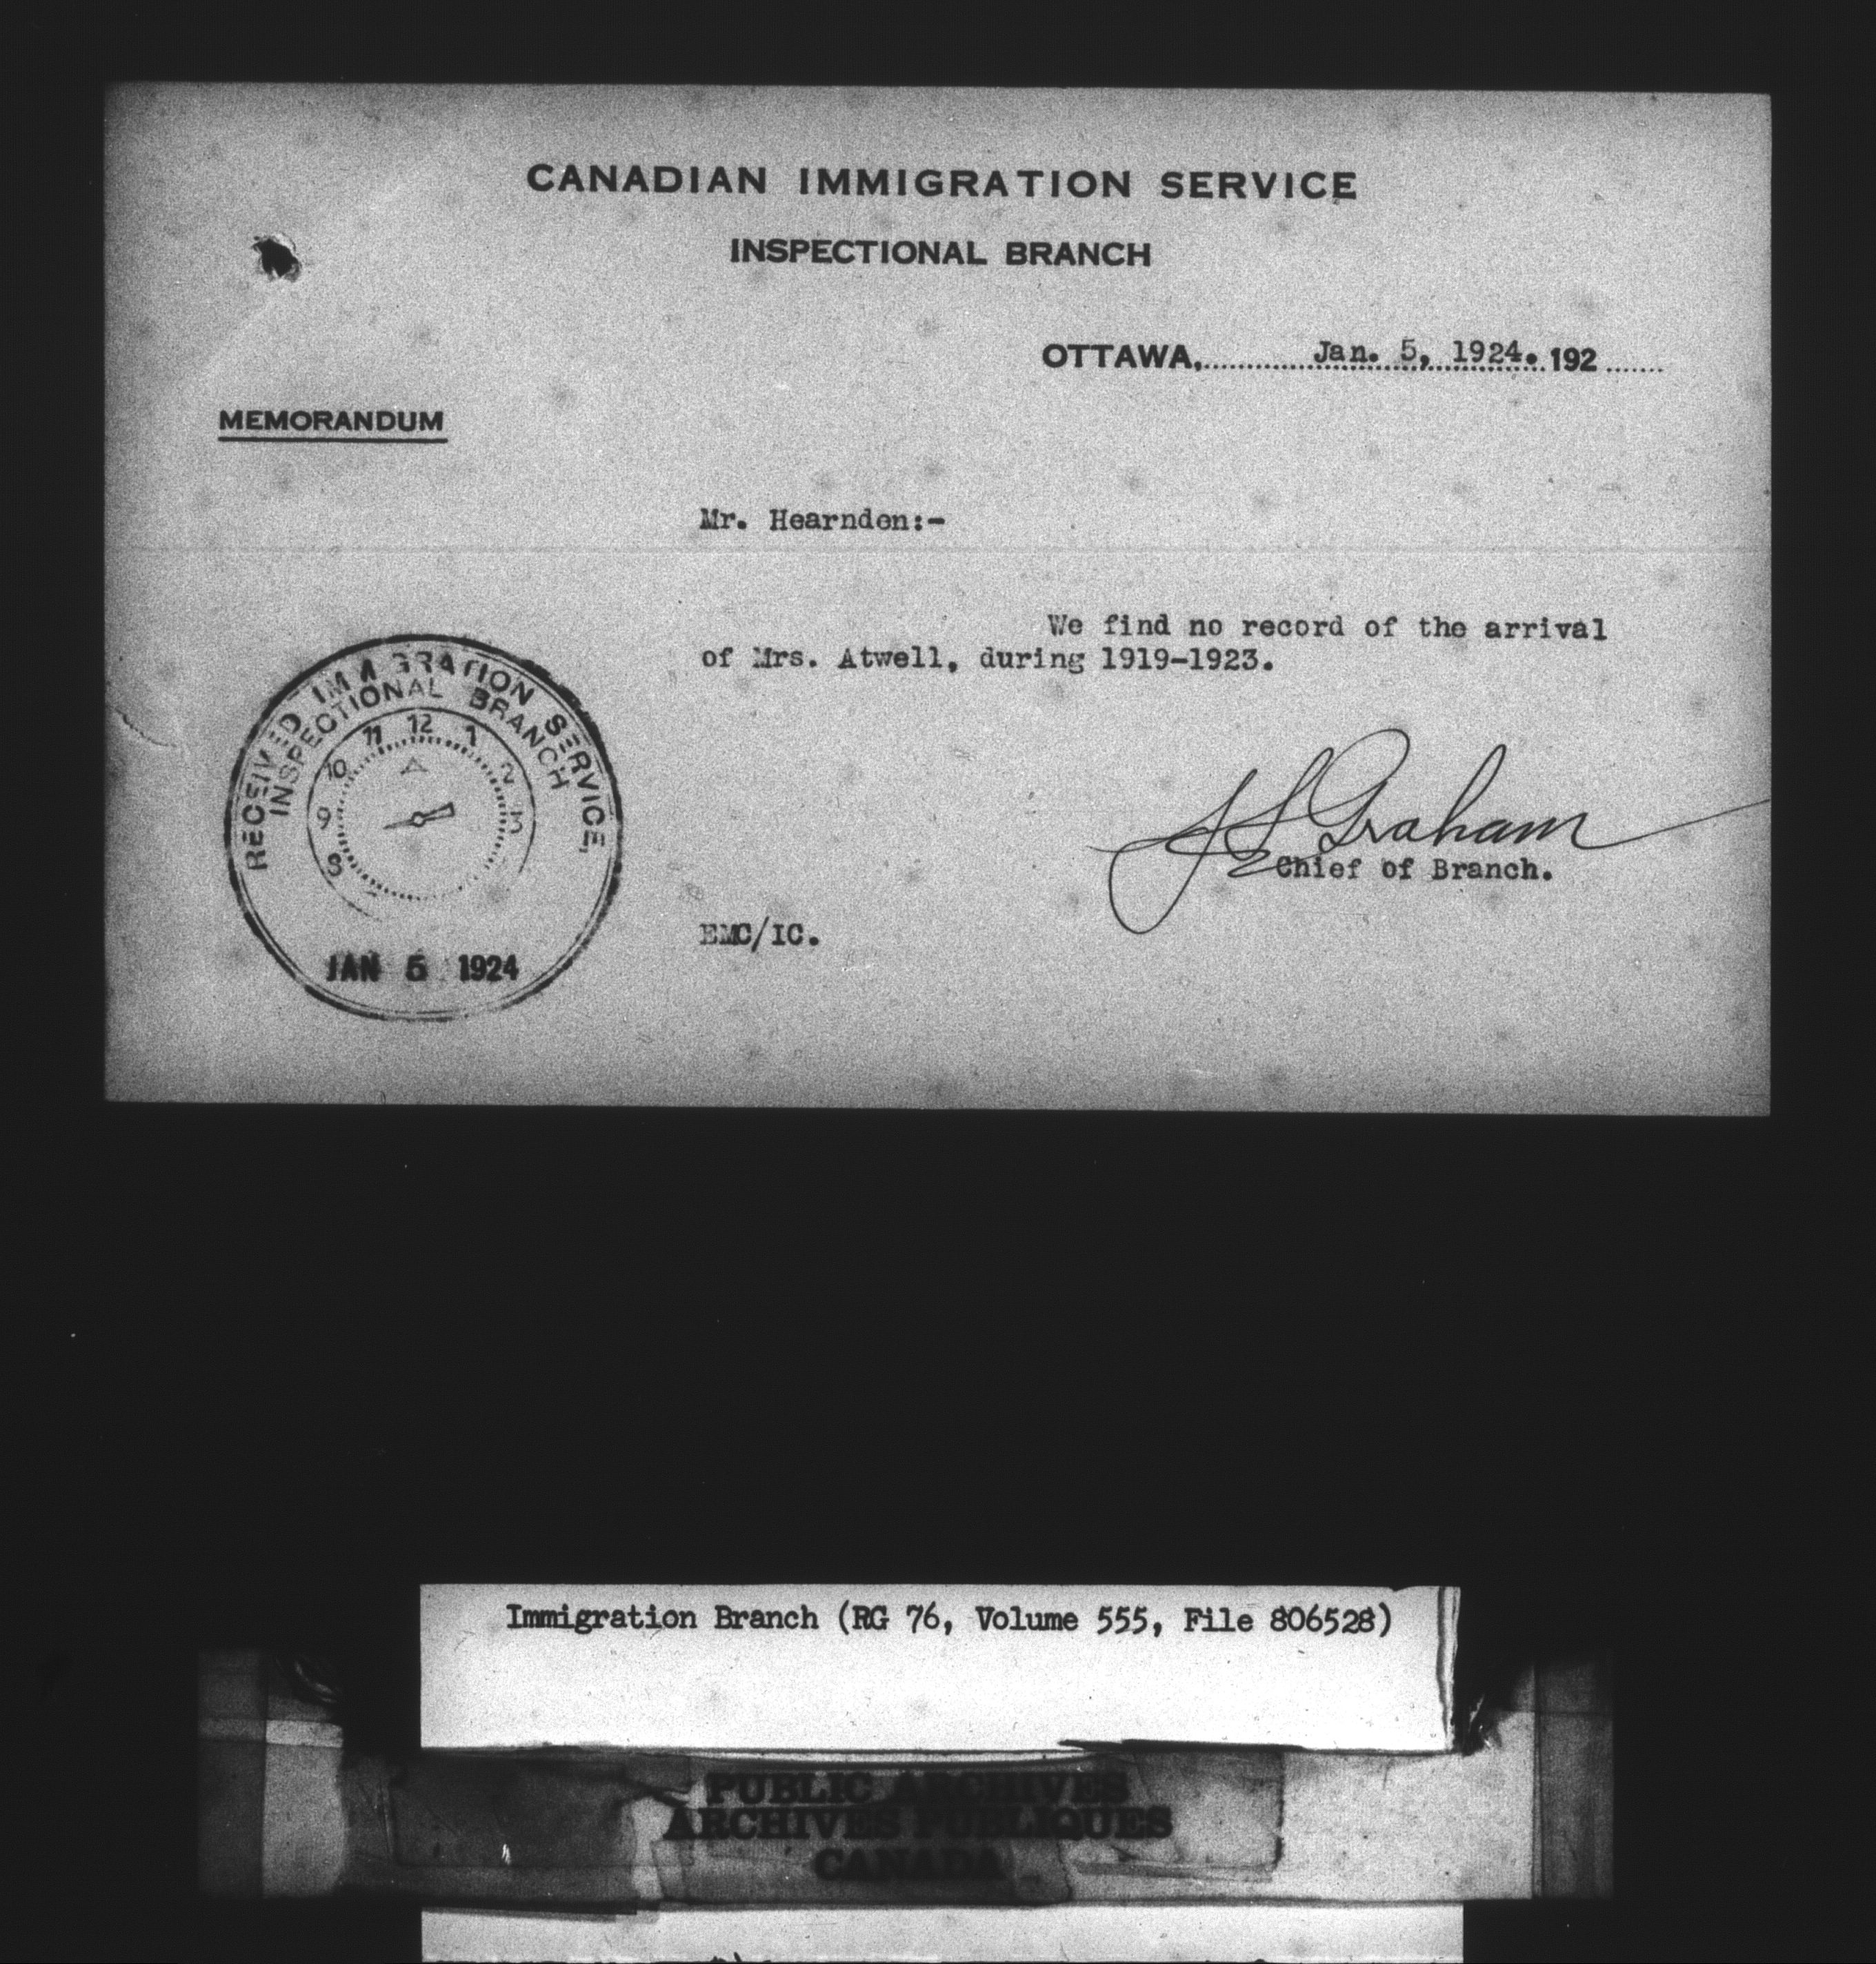 CANADIAN IMMIGRATION SERVICE
INSPECTIONAL BRANCH
OTTAWA,..........Jan. 5, 1924. 192.......
MEMORANDUM
Mr. Hearnden:-
We find no record of the arrival
of Mrs. Atwell, during 1919-1923.
Graham
Chief of Branch.
EMC/IC.
RECEIVED IMMIGRATION SERVICE
INSPECTIONAL BRANCH
12
11 1
10 2
9 3
8
A
JAN 5 1924
Immigration Branch (RG 76, Volume 555, File 806528)
PUBLIC ARCHIVES
ARCHIVES PUBLIQUES
CANADA